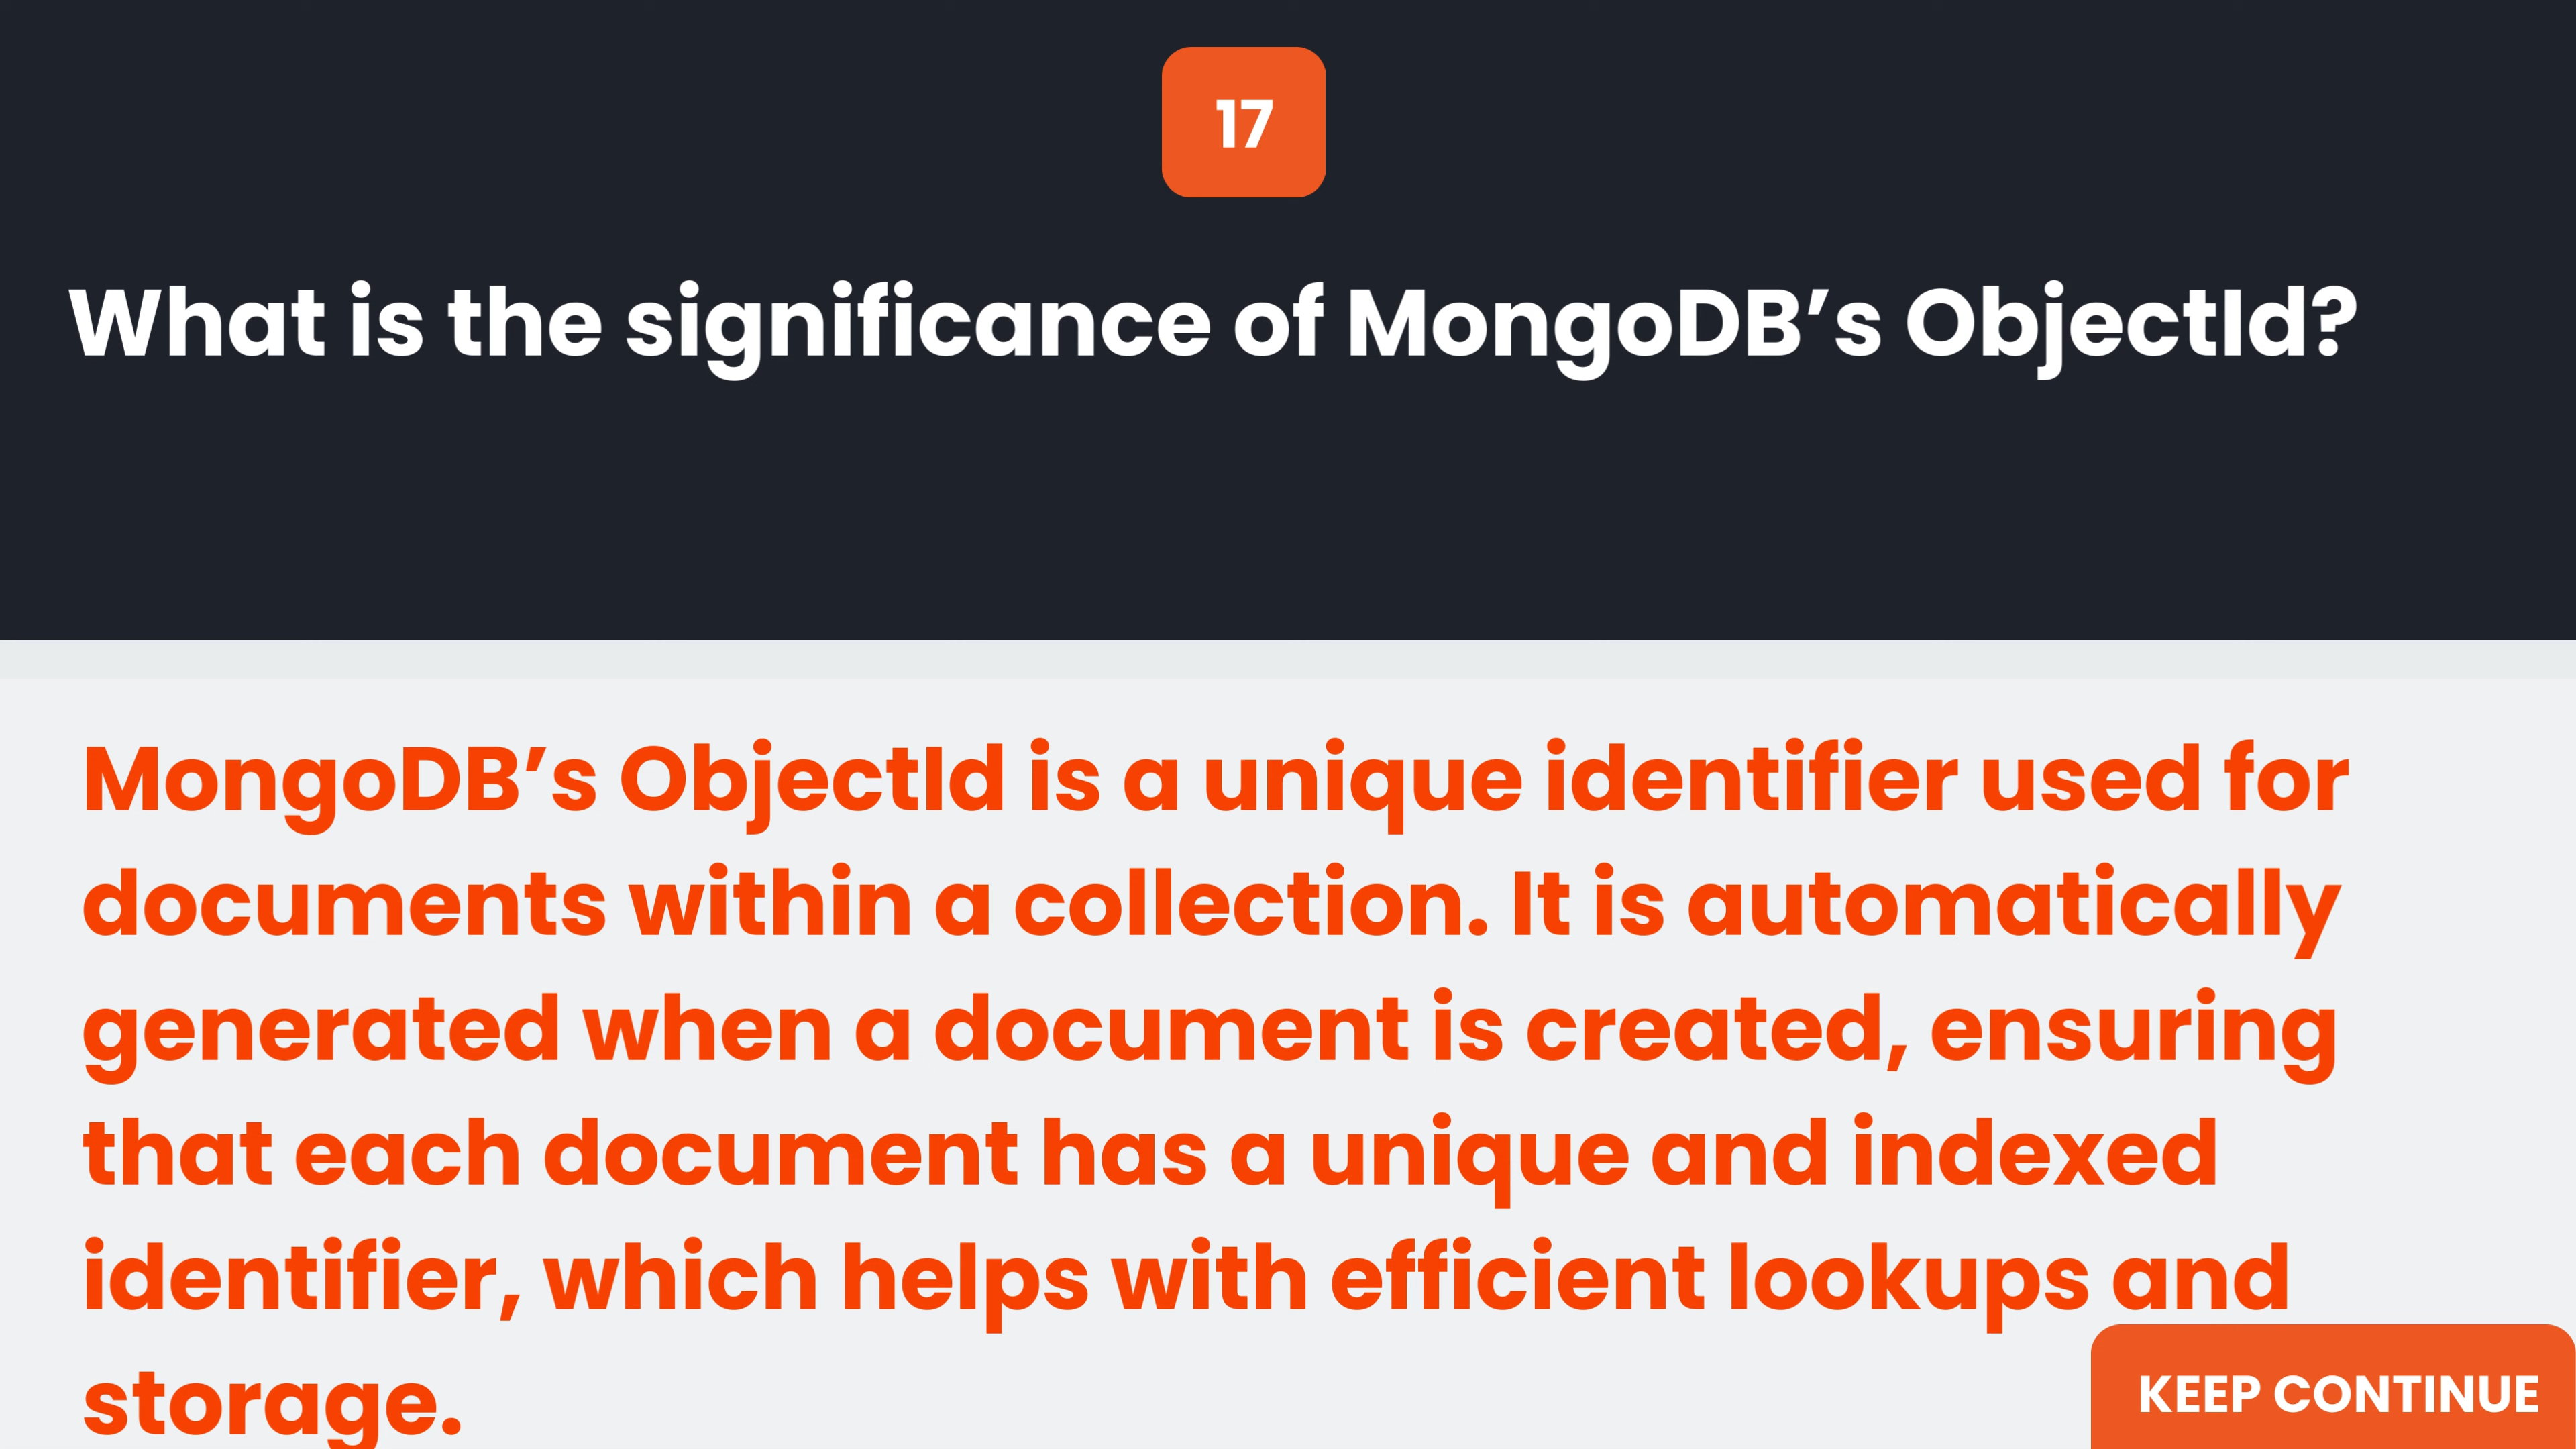 17
What is the significance of MongoDB’s ObjectId?
MongoDB’s ObjectId is a unique identifier used for
documents within a collection. It is automatically
generated when a document is created, ensuring
that each document has a unique and indexed
identifier, which helps with efficient lookups and
storage.
KEEP CONTINUE